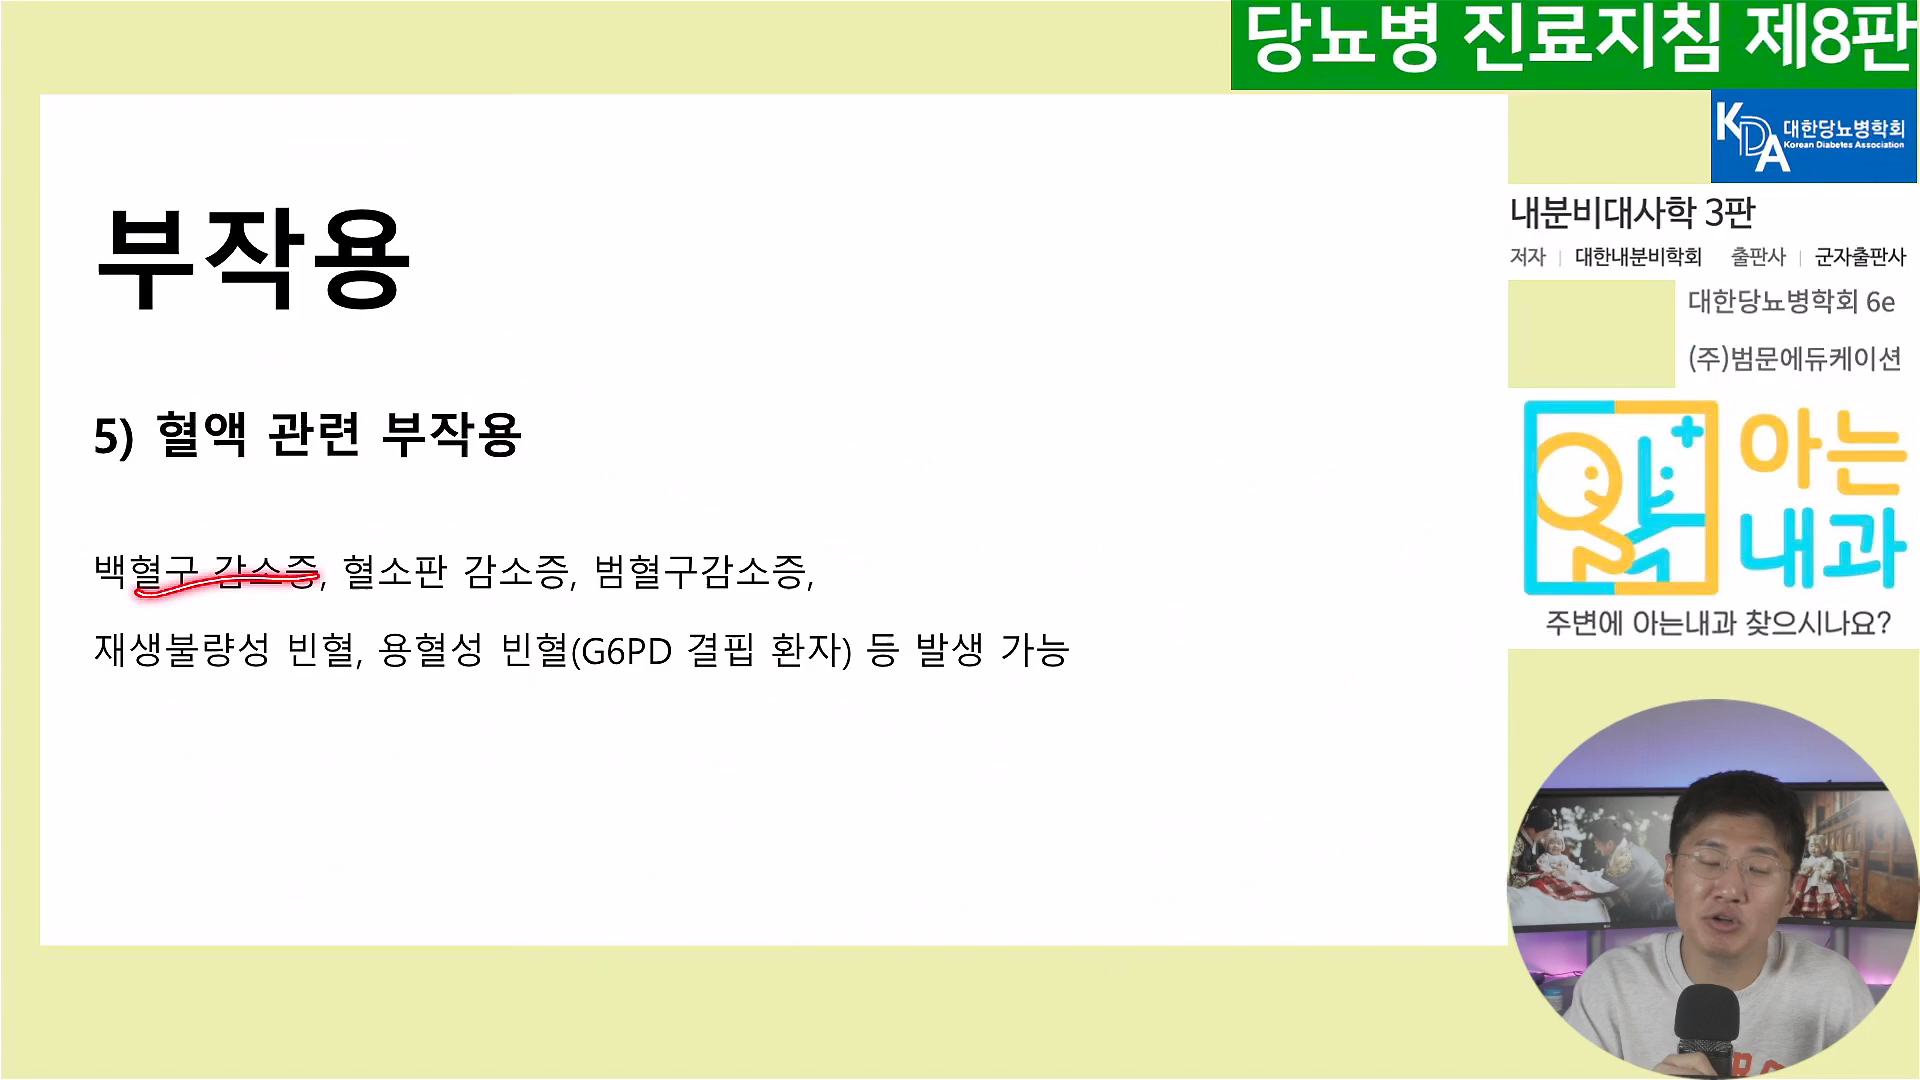 당뇨병 진료지침 제8판
KDA 대한당뇨병학회
Korean Diabetes Association
부작용
내분비대사학 3판
저자 | 대한내분비학회 출판사 | 군자출판사
대한당뇨병학회 6e
(주)범문에듀케이션
5) 혈액 관련 부작용
백혈구 감소증, 혈소판 감소증, 범혈구감소증,
재생불량성 빈혈, 용혈성 빈혈(G6PD 결핍 환자) 등 발생 가능
아는
내과
주변에 아는내과 찾으시나요?